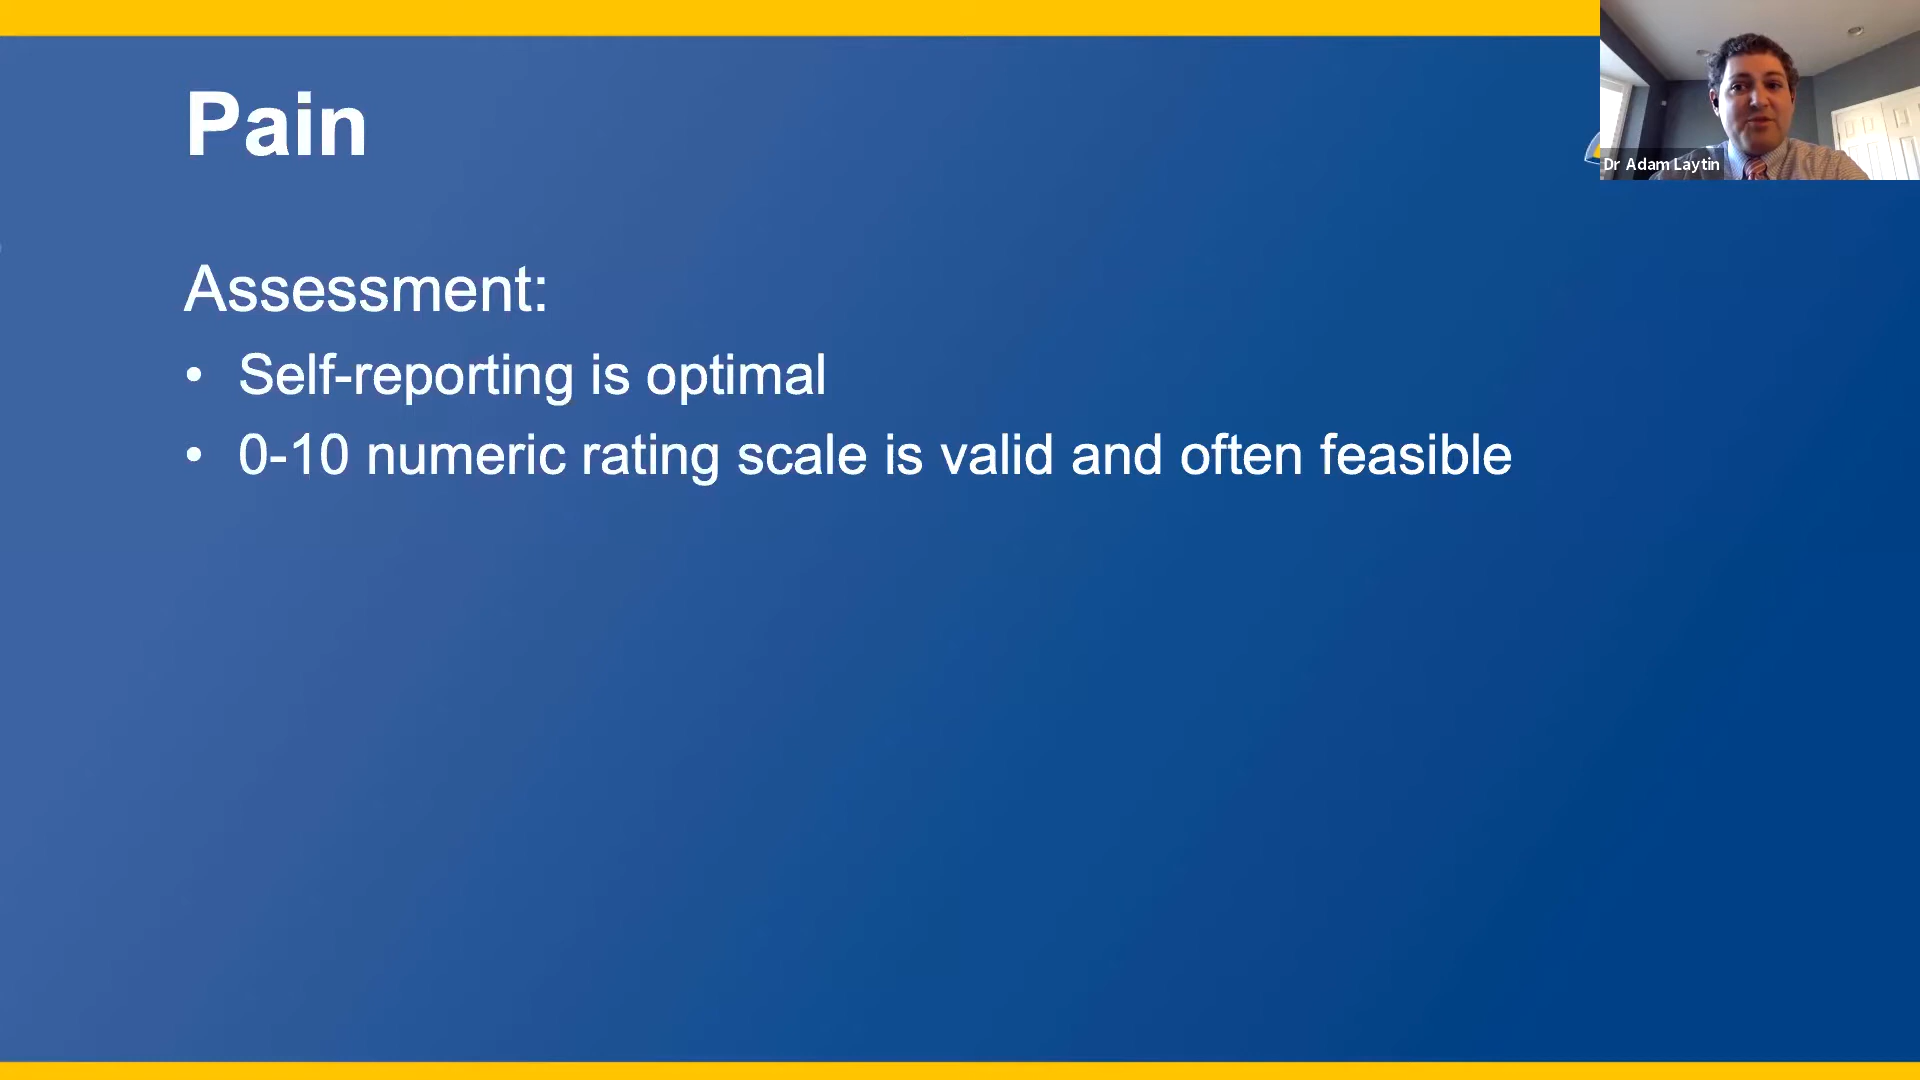 Pain
Dr Adam Laytin
Assessment:
• Self-reporting is optimal
• 0-10 numeric rating scale is valid and often feasible